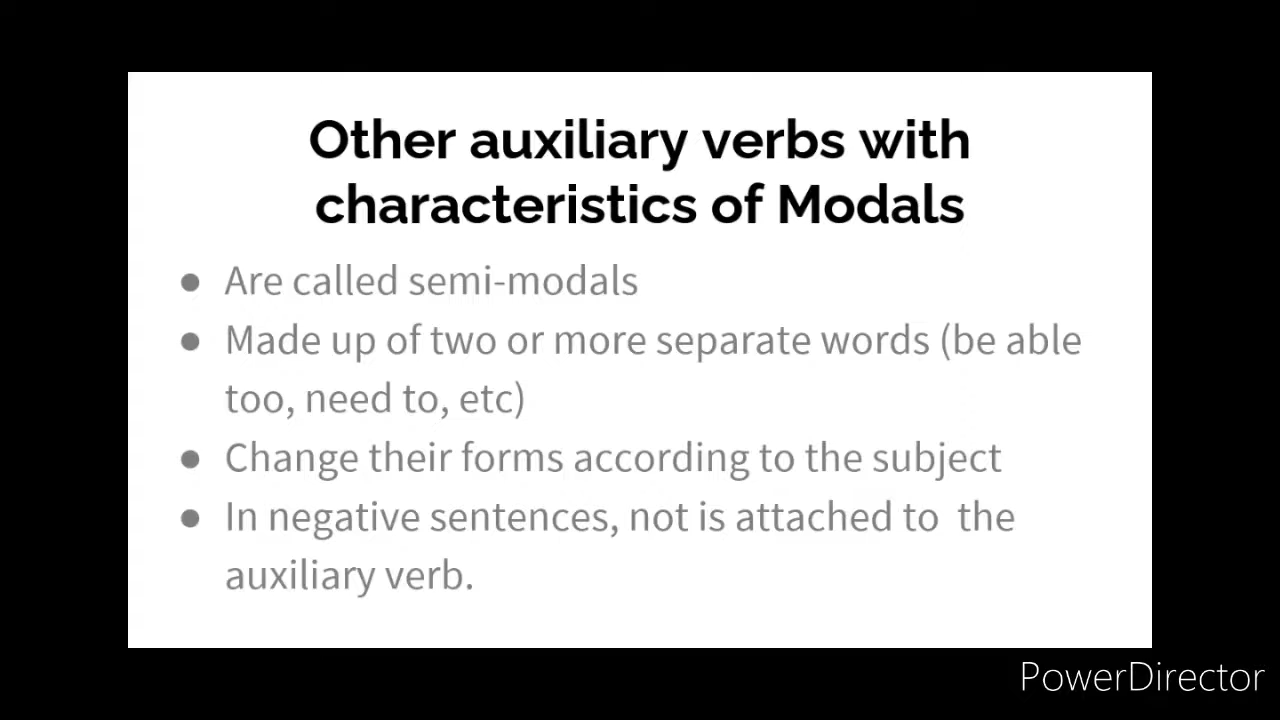 Other auxiliary verbs with
characteristics of Modals
● Are called semi-modals
● Made up of two or more separate words (be able
too, need to, etc)
● Change their forms according to the subject
● In negative sentences, not is attached to  the
auxiliary verb.
PowerDirector